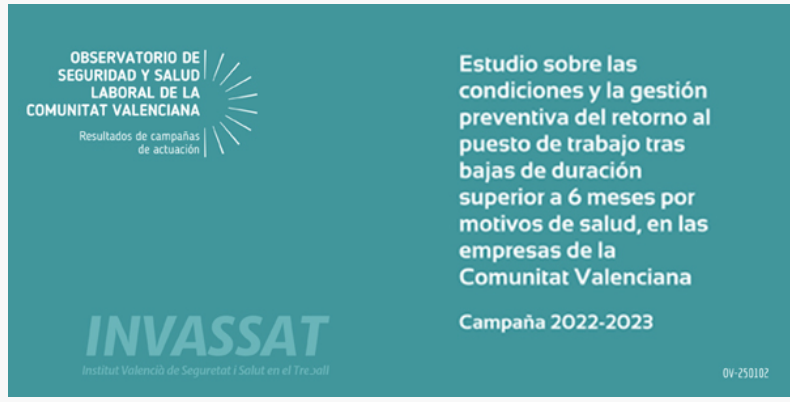 OBSERVATORIO DE
SEGURIDAD Y SALUD
LABORAL DE LA
COMUNITAT VALENCIANA
Resultados de campañas
de actuación
Estudio sobre las
condiciones y la gestión
preventiva del retorno al
puesto de trabajo tras
bajas de duración
superior a 6 meses por
motivos de salud, en las
empresas de la
Comunitat Valenciana
Campaña 2022-2023
INVASSAT
Institut Valencià de Seguretat i Salut en el Treball
OV-250102